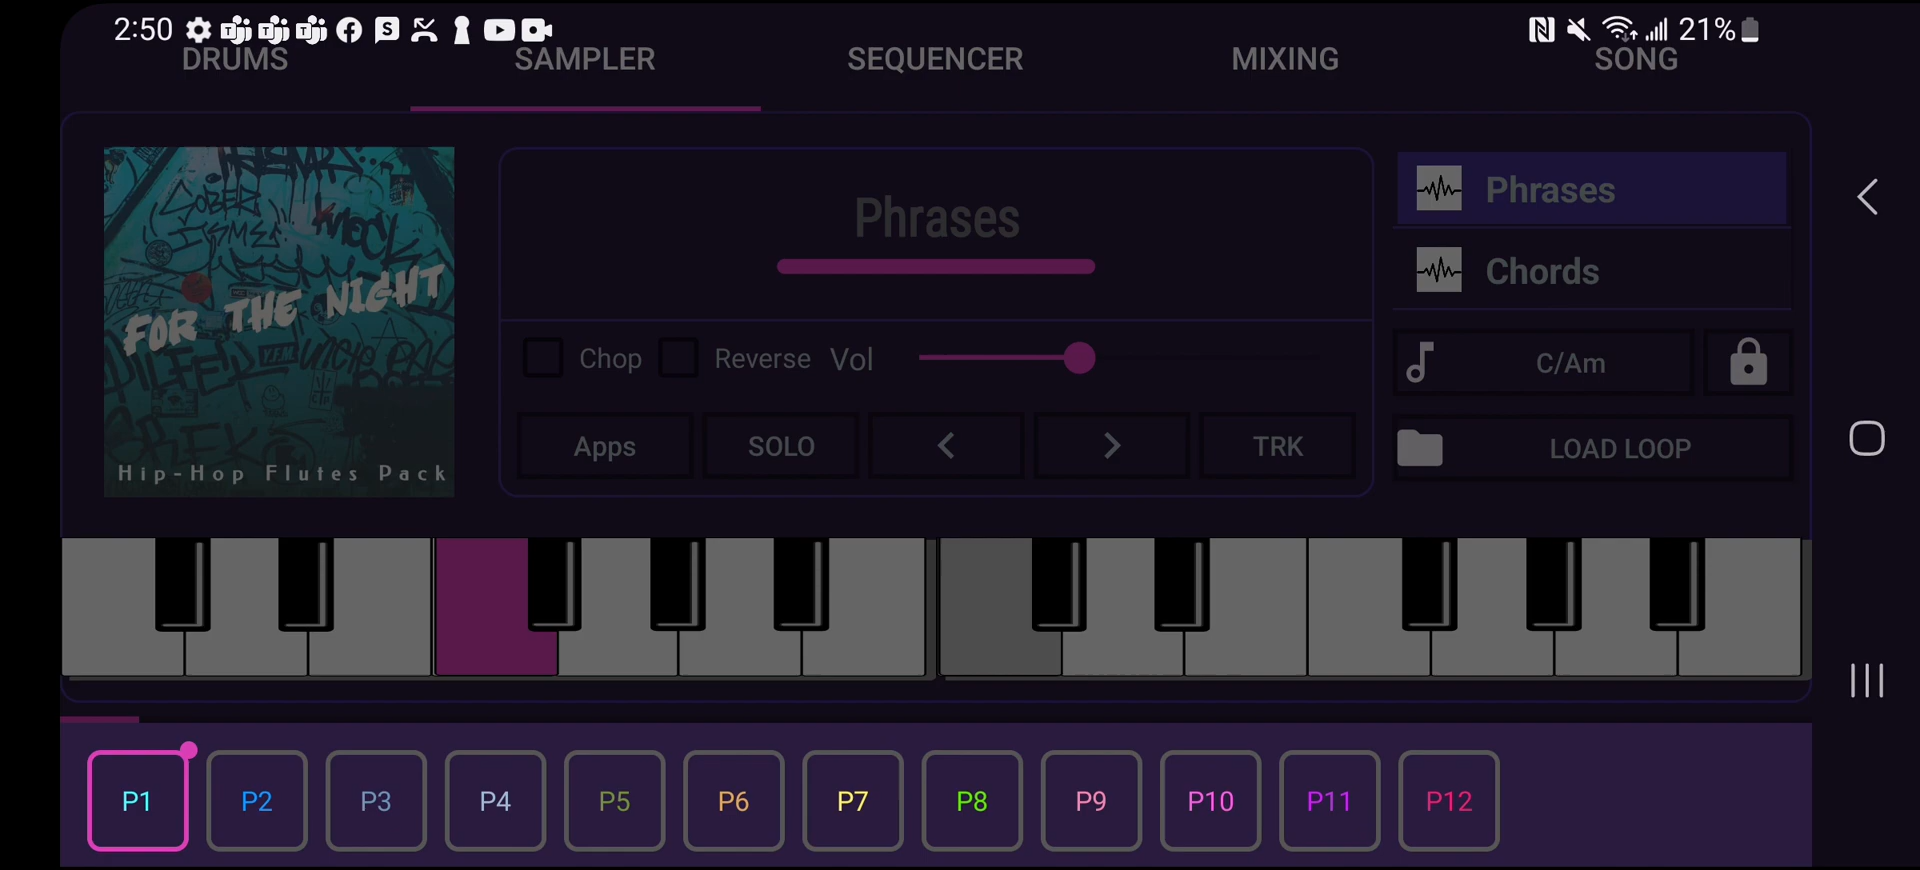 2:50 21%
DRUMS SAMPLER SEQUENCER MIXING SONG
FOR THE NIGHT
Hip-Hop Flutes Pack
Phrases
Chop Reverse Vol
Apps SOLO < > TRK
Phrases
Chords
C/Am
LOAD LOOP
P1 P2 P3 P4 P5 P6 P7 P8 P9 P10 P11 P12